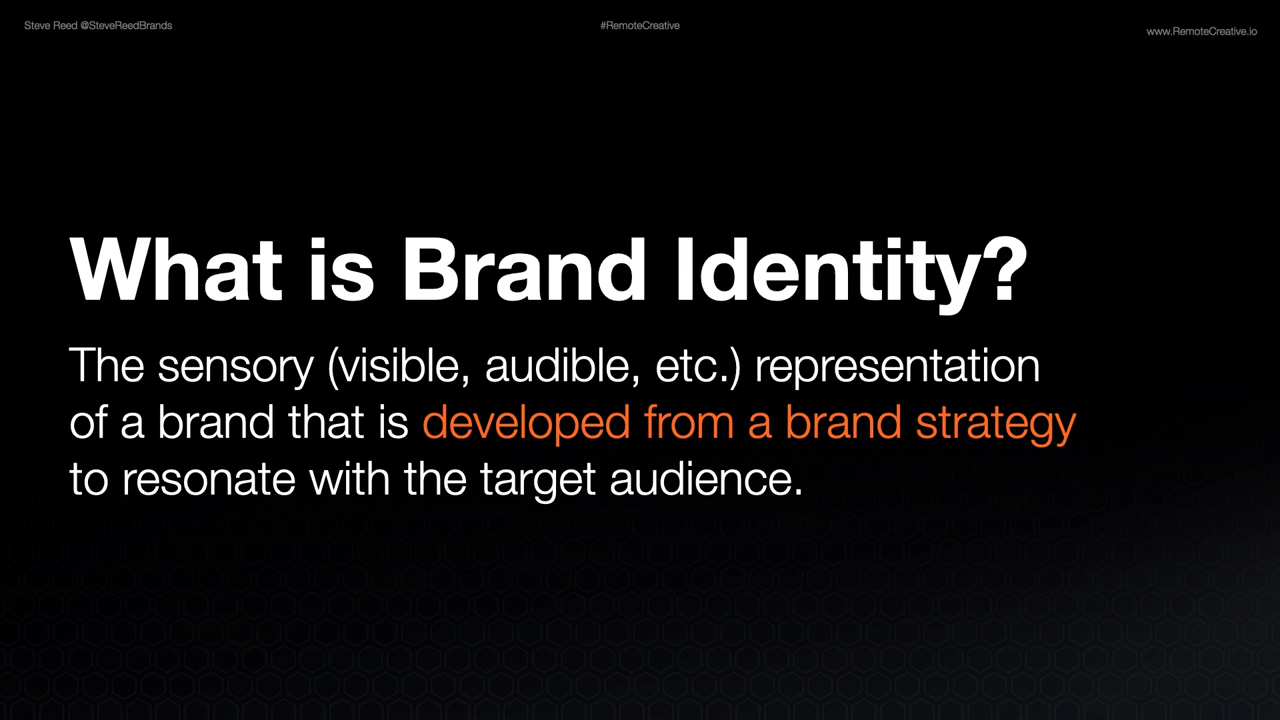 Steve Reed @SteveReedBrands
#RemoteCreative
www.RemoteCreative.io
What is Brand Identity?
The sensory (visible, audible, etc.) representation
of a brand that is developed from a brand strategy
to resonate with the target audience.